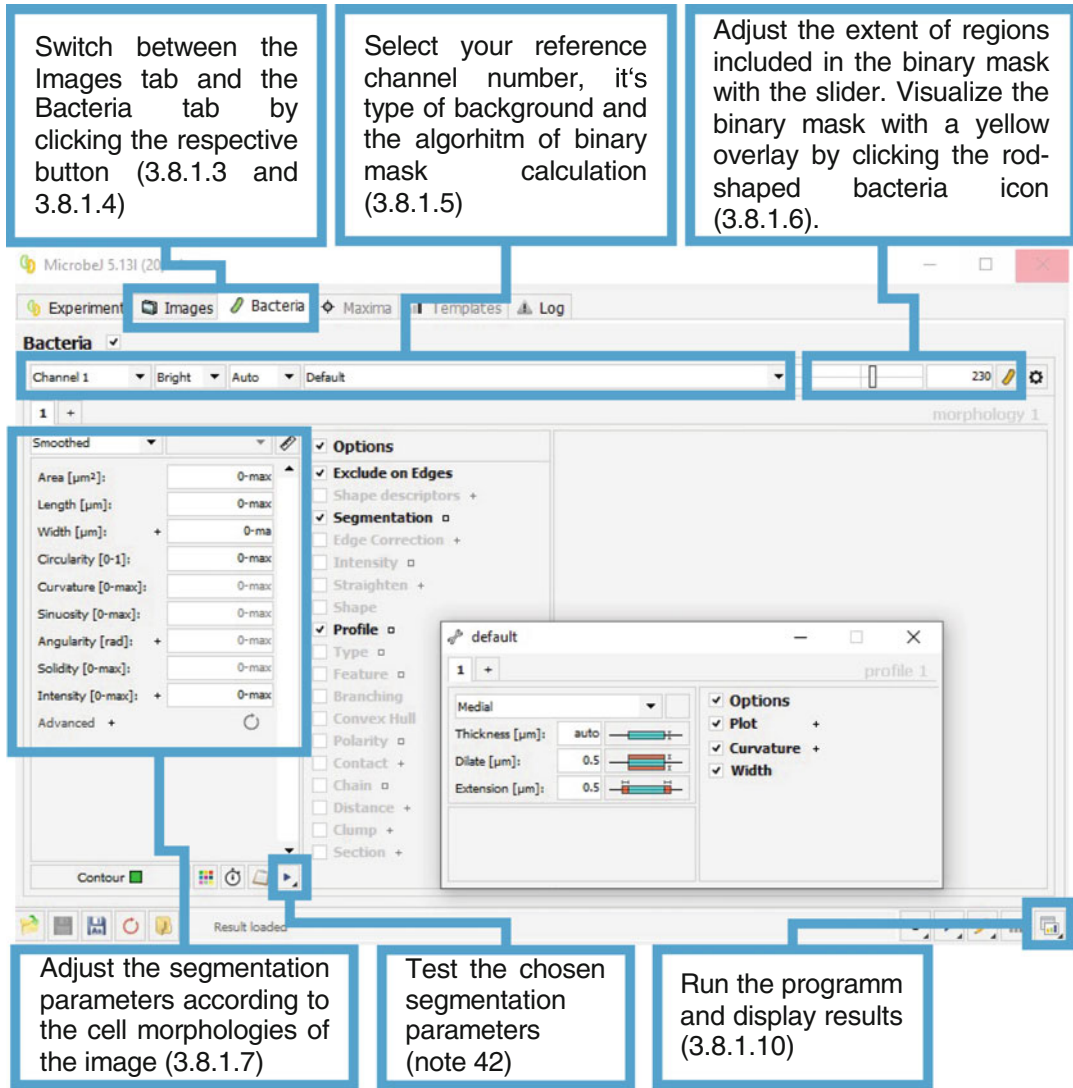 Switch between the
Images tab and the
Bacteria tab by
clicking the respective
button (3.8.1.3 and
3.8.1.4)
Select your reference
channel number, it‘s
type of background and
the algorhitm of binary
mask calculation
(3.8.1.5)
Adjust the extent of regions
included in the binary mask
with the slider. Visualize the
binary mask with a yellow
overlay by clicking the rod-
shaped bacteria icon
(3.8.1.6).
MicrobeJ 5.13l (20
Experiment Images Bacteria Maxima Templates Log
Bacteria
Channel 1 Bright Auto Default 230
1 + morphology 1
Smoothed
Area [µm²]: 0-max
Length [µm]: 0-max
Width [µm]: + 0-ma
Circularity [0-1]: 0-max
Curvature [0-max]: 0-max
Sinuosity [0-max]: 0-max
Angularity [rad]: + 0-max
Solidity [0-max]: 0-max
Intensity [0-max]: + 0-max
Advanced +
Contour
Options
Exclude on Edges
Shape descriptors +
Segmentation
Edge Correction +
Intensity
Straighten +
Shape
Profile
Type
Feature
Branching
Convex Hull
Polarity
Contact +
Chain
Distance +
Clump +
Section +
default
1 + profile 1
Medial
Thickness [µm]: auto
Dilate [µm]: 0.5
Extension [µm]: 0.5
Options
Plot +
Curvature +
Width
Result loaded
Adjust the segmentation
parameters according to
the cell morphologies of
the image (3.8.1.7)
Test the chosen
segmentation
parameters
(note 42)
Run the programm
and display results
(3.8.1.10)